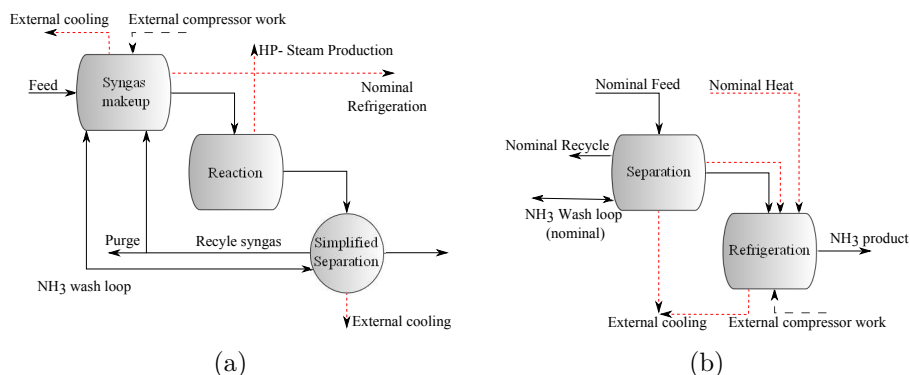 External cooling
External compressor work
HP- Steam Production
Feed
Syngas
makeup
Nominal
Refrigeration
Reaction
Purge
Recyle syngas
Simplified
Separation
NH3 wash loop
External cooling
(a)
Nominal Feed
Nominal Heat
Nominal Recycle
Separation
NH3 Wash loop
(nominal)
Refrigeration
NH3 product
External cooling
External compressor work
(b)